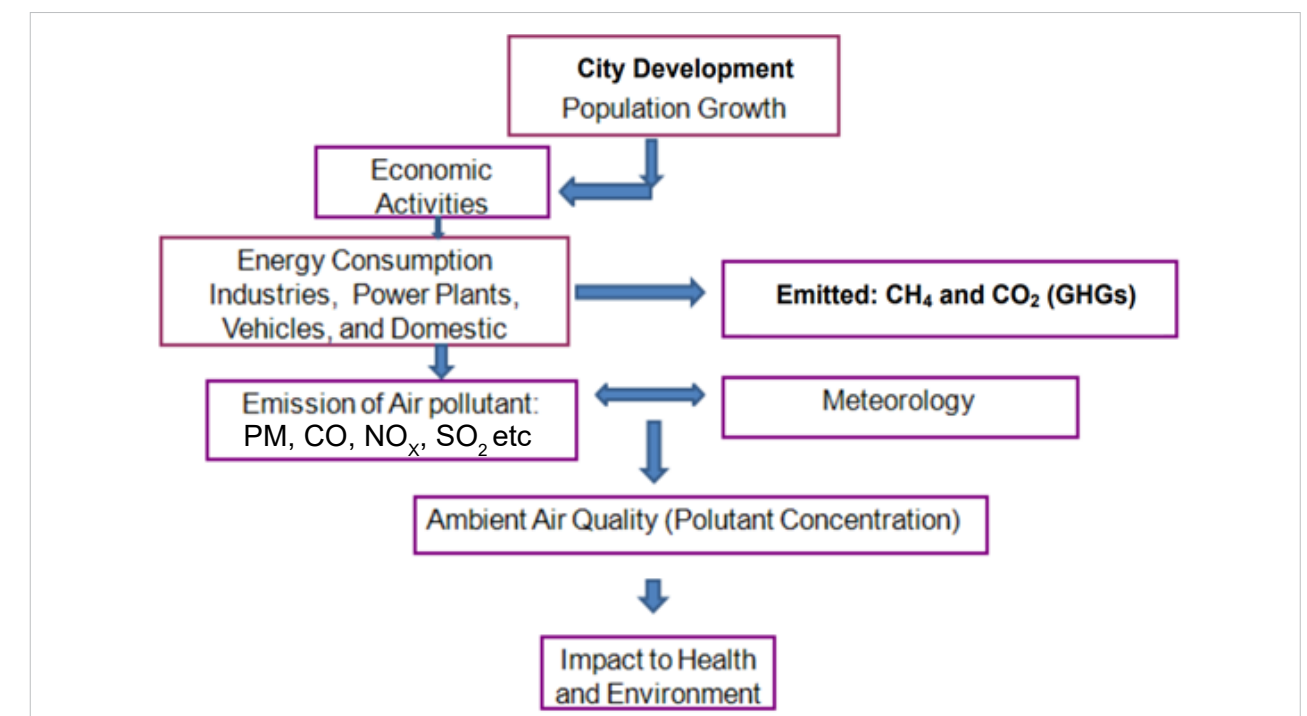 City Development
Population Growth
Economic
Activities
Energy Consumption
Industries, Power Plants,
Vehicles, and Domestic
Emitted: CH₄ and CO₂ (GHGs)
Emission of Air pollutant:
PM, CO, NOₓ, SO₂ etc
Meteorology
Ambient Air Quality (Polutant Concentration)
Impact to Health
and Environment